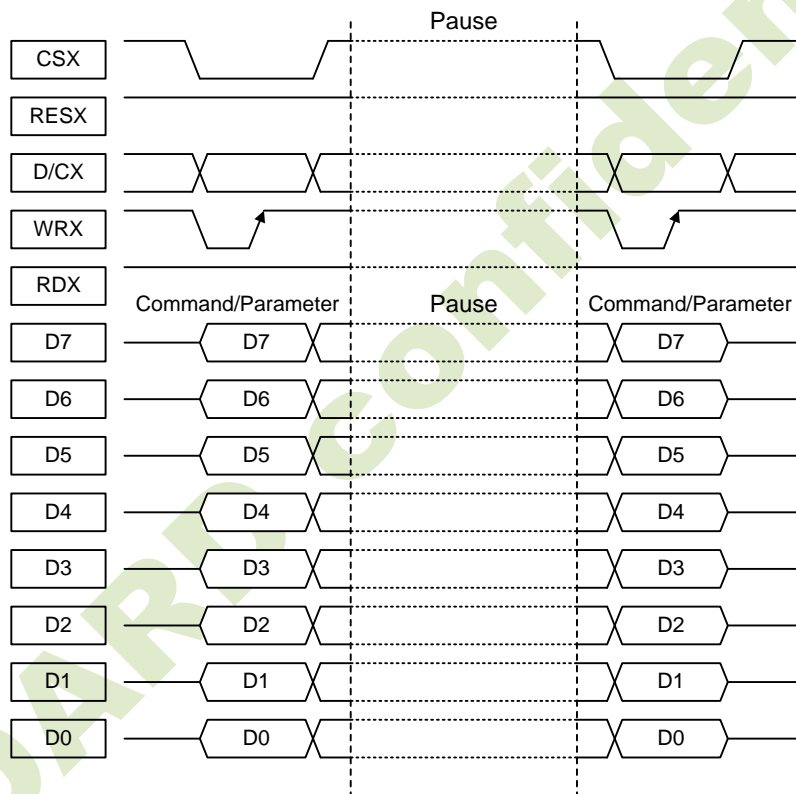 Pause
CSX
RESX
D/CX
WRX
RDX
Command/Parameter Pause Command/Parameter
D7 D7 D7
D6 D6 D6
D5 D5 D5
D4 D4 D4
D3 D3 D3
D2 D2 D2
D1 D1 D1
D0 D0 D0